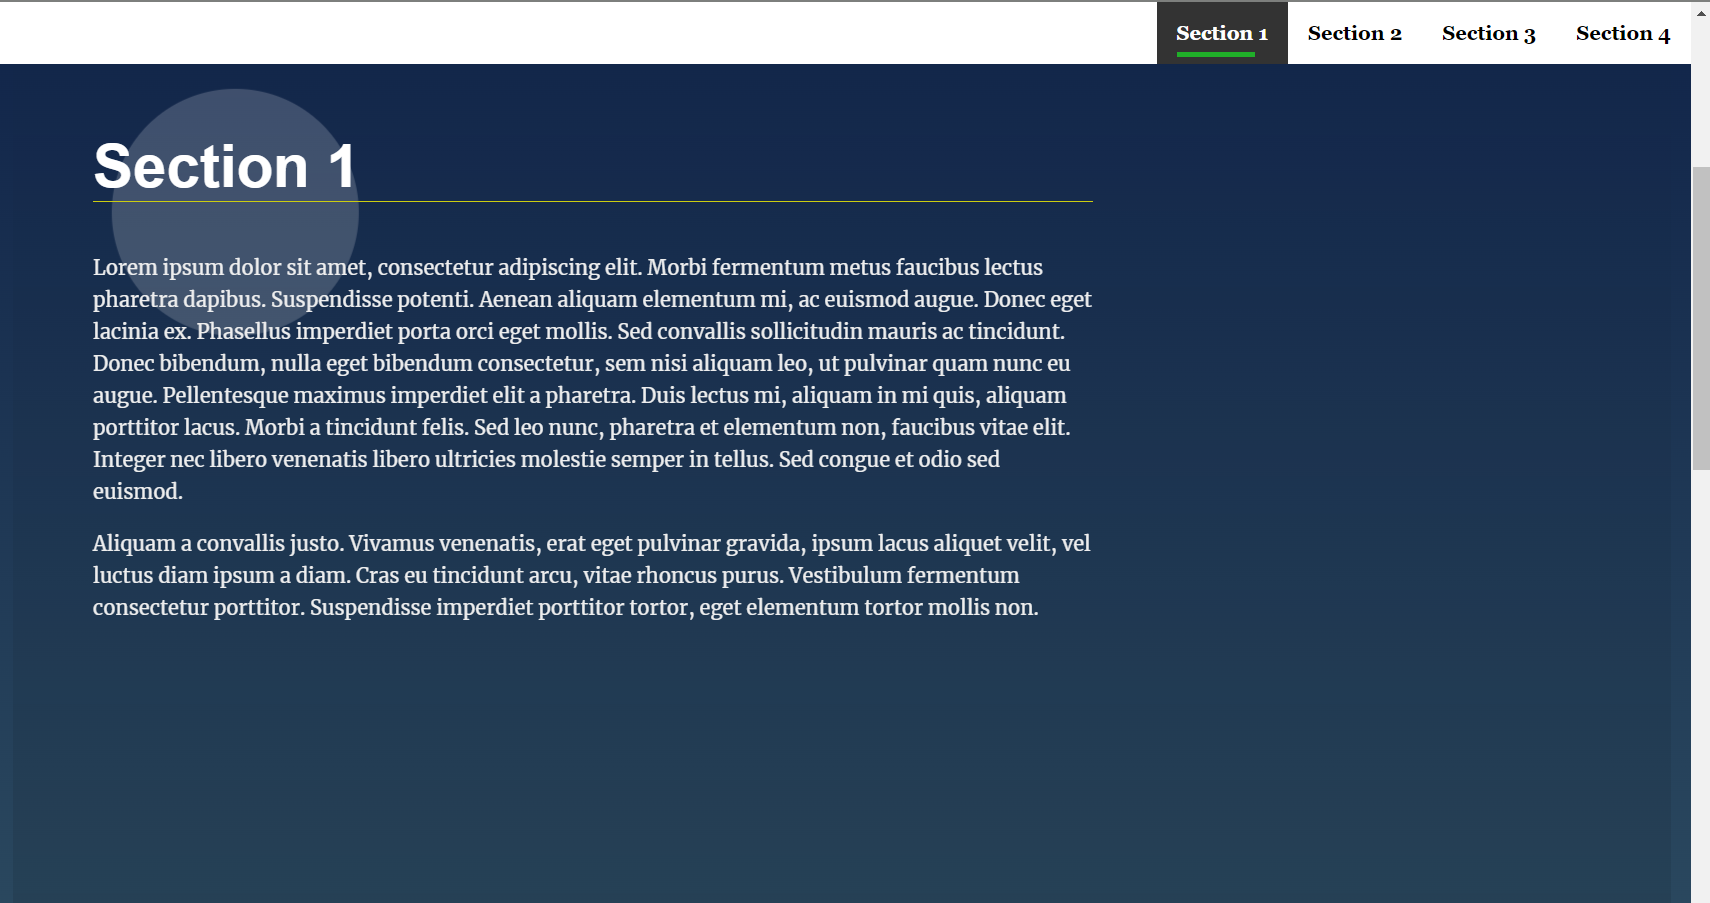 Section 1 Section 2 Section 3 Section 4
Section 1
Lorem ipsum dolor sit amet, consectetur adipiscing elit. Morbi fermentum metus faucibus lectus
pharetra dapibus. Suspendisse potenti. Aenean aliquam elementum mi, ac euismod augue. Donec eget
lacinia ex. Phasellus imperdiet porta orci eget mollis. Sed convallis sollicitudin mauris ac tincidunt.
Donec bibendum, nulla eget bibendum consectetur, sem nisi aliquam leo, ut pulvinar quam nunc eu
augue. Pellentesque maximus imperdiet elit a pharetra. Duis lectus mi, aliquam in mi quis, aliquam
porttitor lacus. Morbi a tincidunt felis. Sed leo nunc, pharetra et elementum non, faucibus vitae elit.
Integer nec libero venenatis libero ultricies molestie semper in tellus. Sed congue et odio sed
euismod.
Aliquam a convallis justo. Vivamus venenatis, erat eget pulvinar gravida, ipsum lacus aliquet velit, vel
luctus diam ipsum a diam. Cras eu tincidunt arcu, vitae rhoncus purus. Vestibulum fermentum
consectetur porttitor. Suspendisse imperdiet porttitor tortor, eget elementum tortor mollis non.